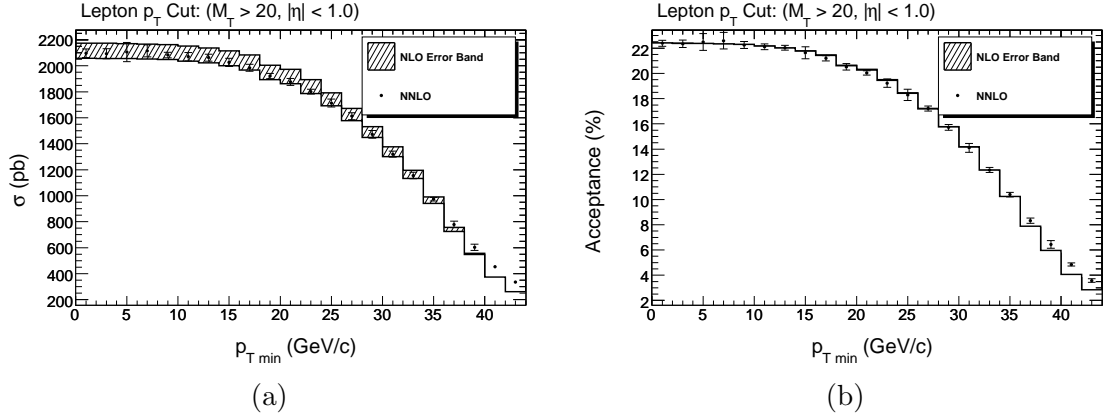 Lepton p_T Cut: (M_T > 20, |η| < 1.0)
NLO Error Band
NNLO
σ (pb)
2200
2000
1800
1600
1400
1200
1000
800
600
400
200
0 5 10 15 20 25 30 35 40
p_T min (GeV/c)
(a)
Lepton p_T Cut: (M_T > 20, |η| < 1.0)
NLO Error Band
NNLO
Acceptance (%)
22
20
18
16
14
12
10
8
6
4
2
0 5 10 15 20 25 30 35 40
p_T min (GeV/c)
(b)